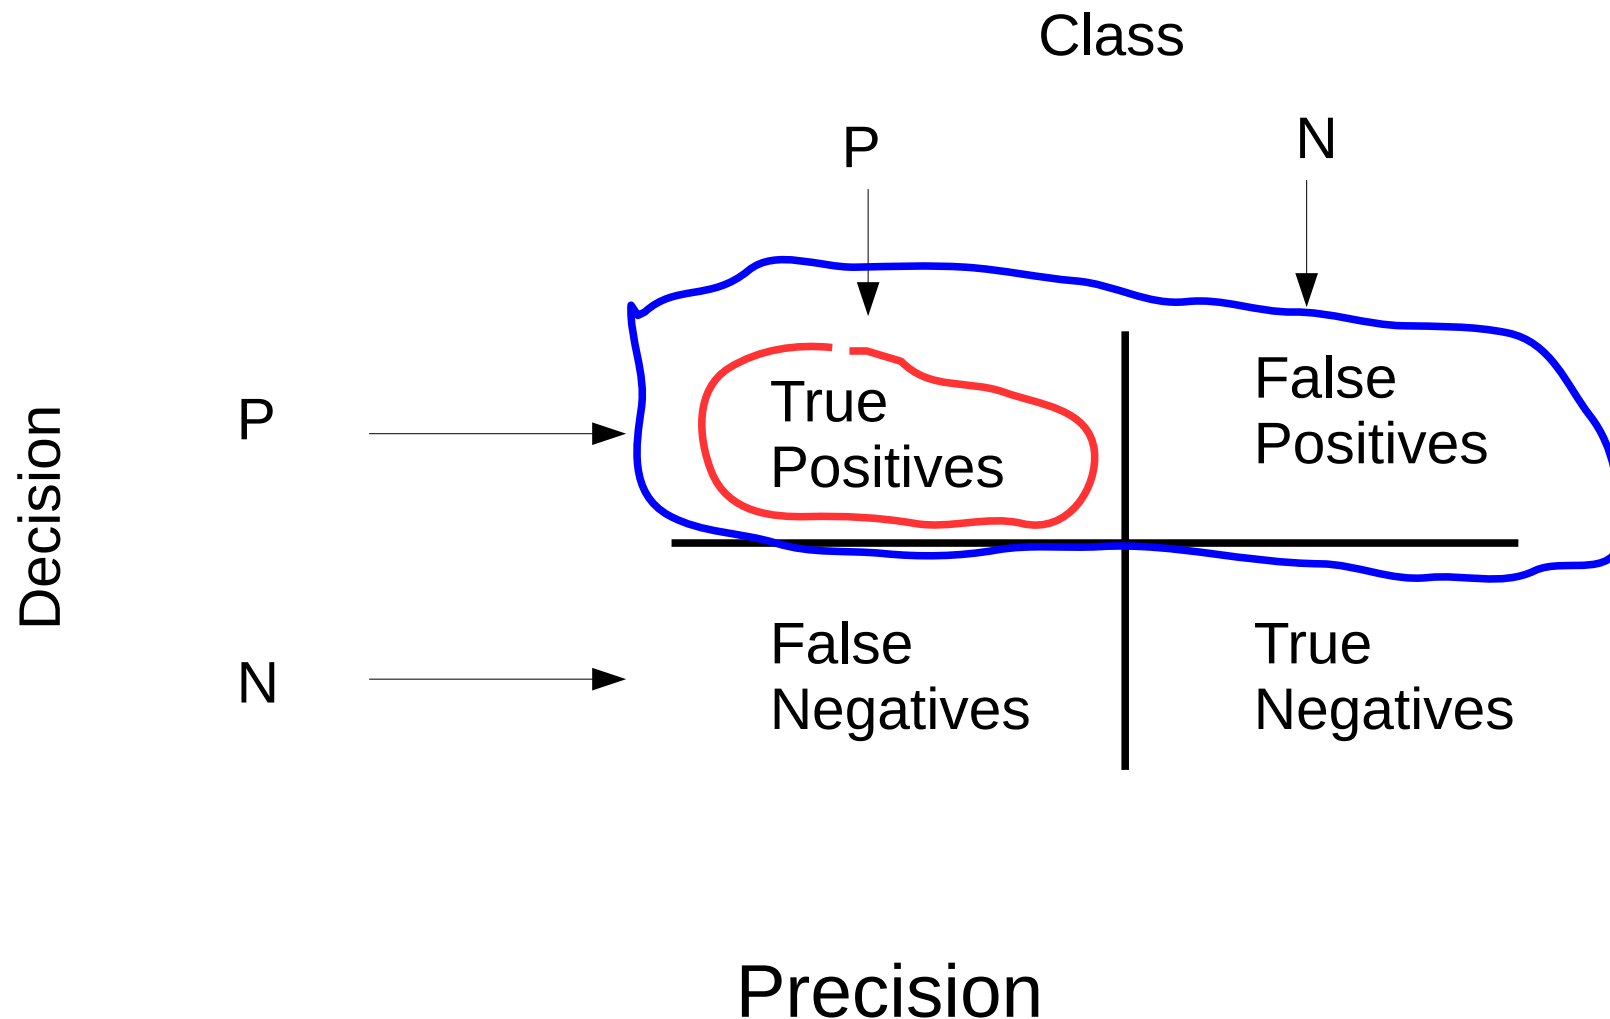 Class
P
N
P
True
Positives
False
Positives
Decision
N
False
Negatives
True
Negatives
Precision